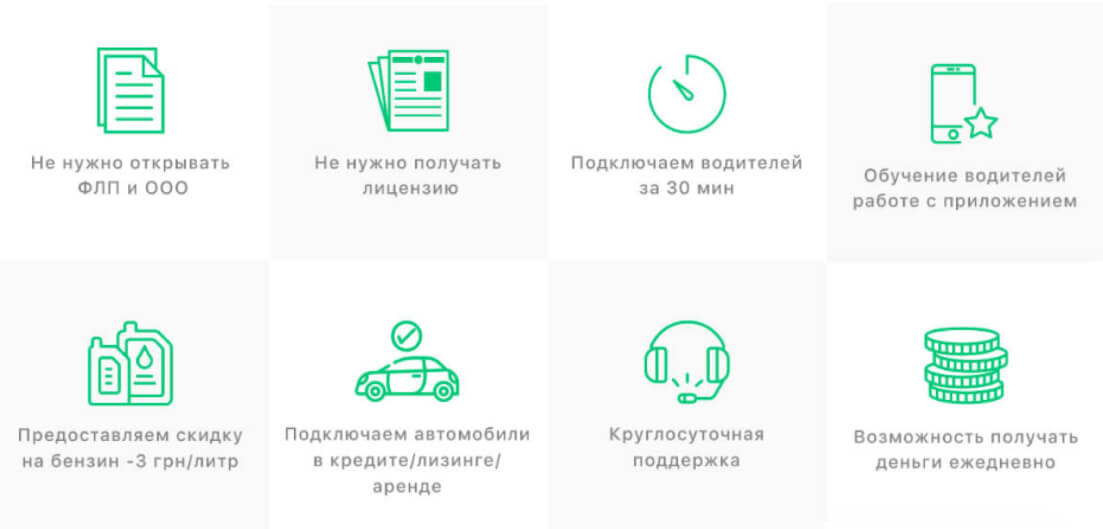 Не нужно открывать
ФЛП и ООО
Не нужно получать
лицензию
Подключаем водителей
за 30 мин
Обучение водителей
работе с приложением
Предоставляем скидку
на бензин -3 грн/литр
Подключаем автомобили
в кредите/лизинге/
аренде
Круглосуточная
поддержка
Возможность получать
деньги ежедневно